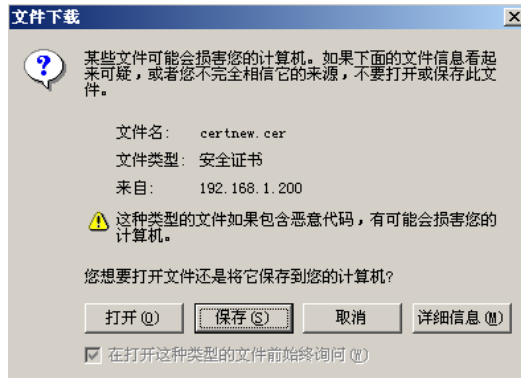 文件下载
某些文件可能会损害您的计算机。如果下面的文件信息看起
来可疑，或者您不完全相信它的来源，不要打开或保存此文
件。
文件名: certnew.cer
文件类型: 安全证书
来自: 192.168.1.200
这种类型的文件如果包含恶意代码，有可能会损害您的
计算机。
您想要打开文件还是将它保存到您的计算机?
打开(O) 保存(S) 取消 详细信息(M)
在打开这种类型的文件前始终询问(W)